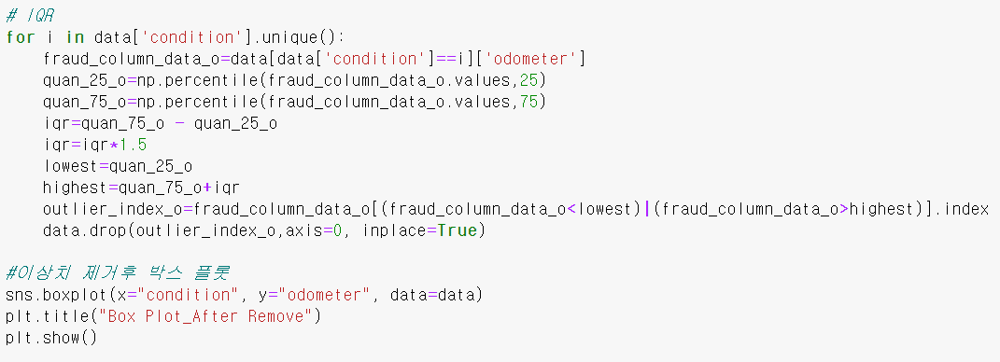 # IQR
for i in data['condition'].unique():
    fraud_column_data_o=data[data['condition']==i]['odometer']
    quan_25_o=np.percentile(fraud_column_data_o.values,25)
    quan_75_o=np.percentile(fraud_column_data_o.values,75)
    iqr=quan_75_o - quan_25_o
    iqr=iqr*1.5
    lowest=quan_25_o
    highest=quan_75_o+iqr
    outlier_index_o=fraud_column_data_o[(fraud_column_data_o<lowest)|(fraud_column_data_o>highest)].index
    data.drop(outlier_index_o,axis=0, inplace=True)
#이상치 제거후 박스 플롯
sns.boxplot(x="condition", y="odometer", data=data)
plt.title("Box Plot_After Remove")
plt.show()